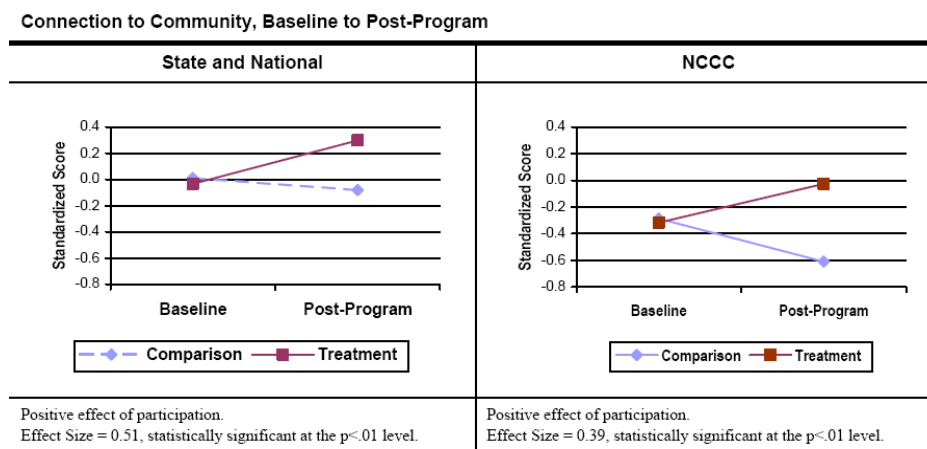 Connection to Community, Baseline to Post-Program
State and National
NCCC
Standardized Score
0.4
0.2
0.0
-0.2
-0.4
-0.6
-0.8
Baseline
Post-Program
Comparison
Treatment
Standardized Score
0.4
0.2
0.0
-0.2
-0.4
-0.6
-0.8
Baseline
Post-Program
Comparison
Treatment
Positive effect of participation.
Effect Size = 0.51, statistically significant at the p<.01 level.
Positive effect of participation.
Effect Size = 0.39, statistically significant at the p<.01 level.